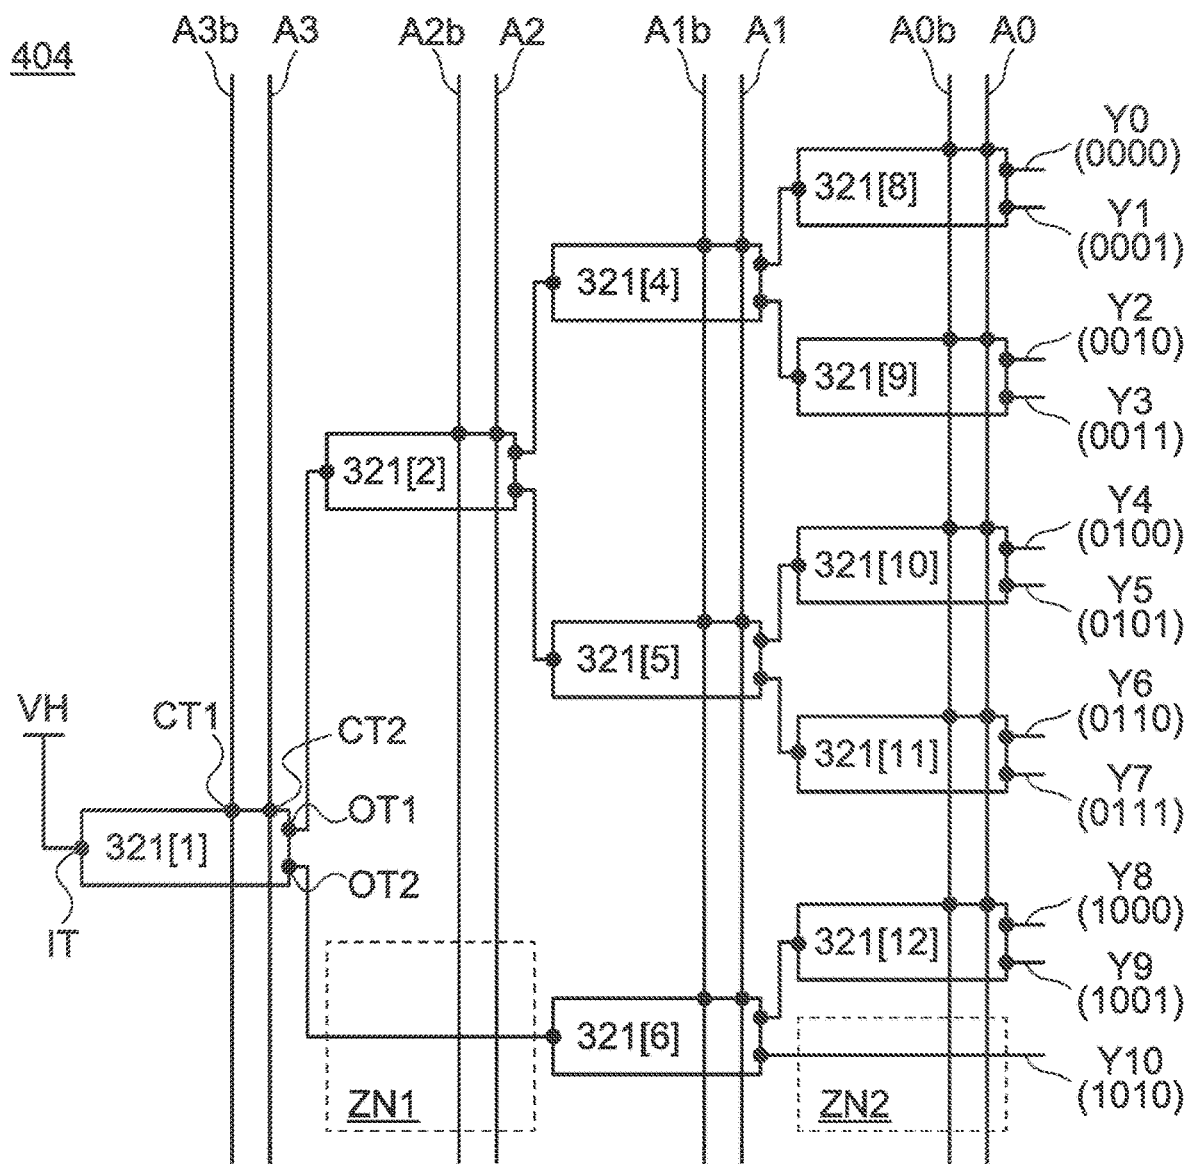 404
A3b A3 A2b A2 A1b A1 A0b A0
Y0
(0000)
321[8]
Y1
(0001)
321[4]
Y2
(0010)
321[9]
Y3
(0011)
321[2]
Y4
(0100)
321[10]
Y5
(0101)
321[5]
Y6
(0110)
VH
CT1
CT2
321[11]
Y7
(0111)
OT1
321[1]
OT2
Y8
(1000)
IT
321[12]
Y9
(1001)
321[6]
Y10
(1010)
ZN1
ZN2